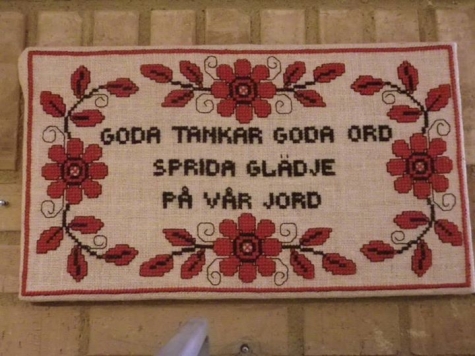 GODA TANKAR GODA ORD
SPRIDA GLÄDJE
PÅ VÅR JORD